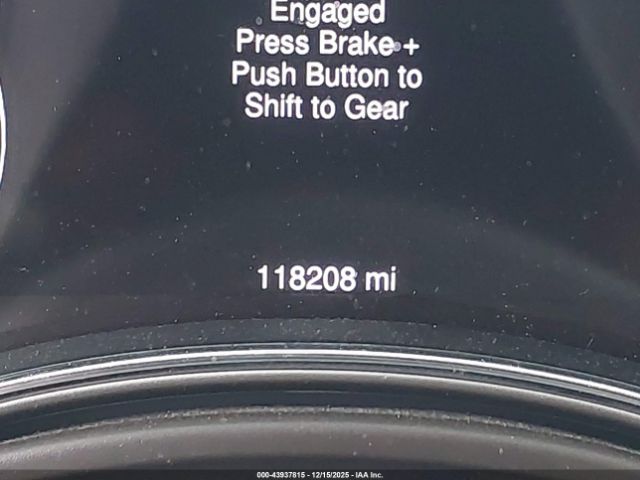 Engaged
Press Brake +
Push Button to
Shift to Gear
118208 mi
000-43937815 - 12/15/2025 - IAA Inc.